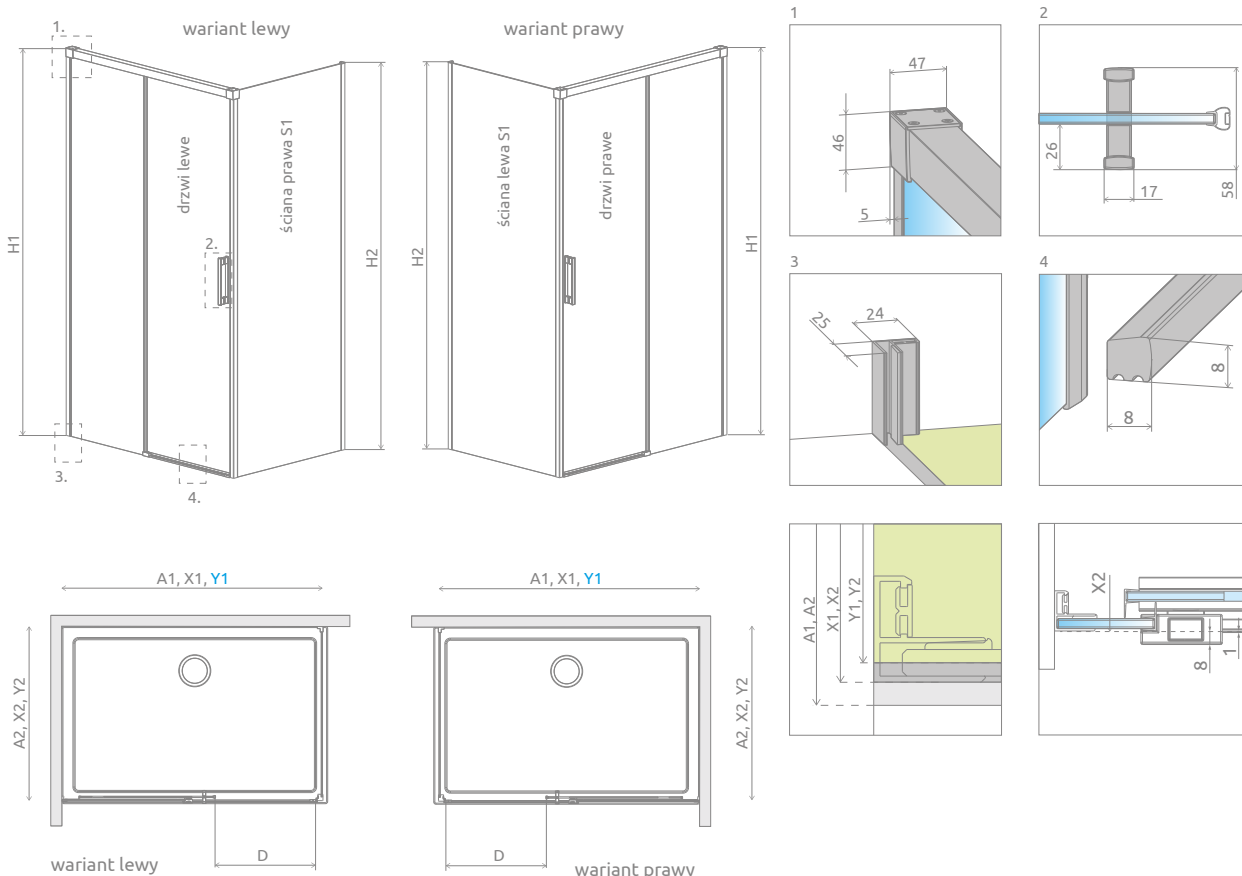 1.
wariant lewy
H1
drzwi lewe
ściana prawa S1
2.
H2
3.
4.
wariant prawy
H2
ściana lewa S1
drzwi prawe
H1
1
47
46
5
2
26
17
58
3
25
24
4
8
8
A1, X1, Y1
A2, X2, Y2
D
wariant lewy
A1, X1, Y1
A2, X2, Y2
D
wariant prawy
A1, A2
X1, X2
Y1, Y2
X2
8
1